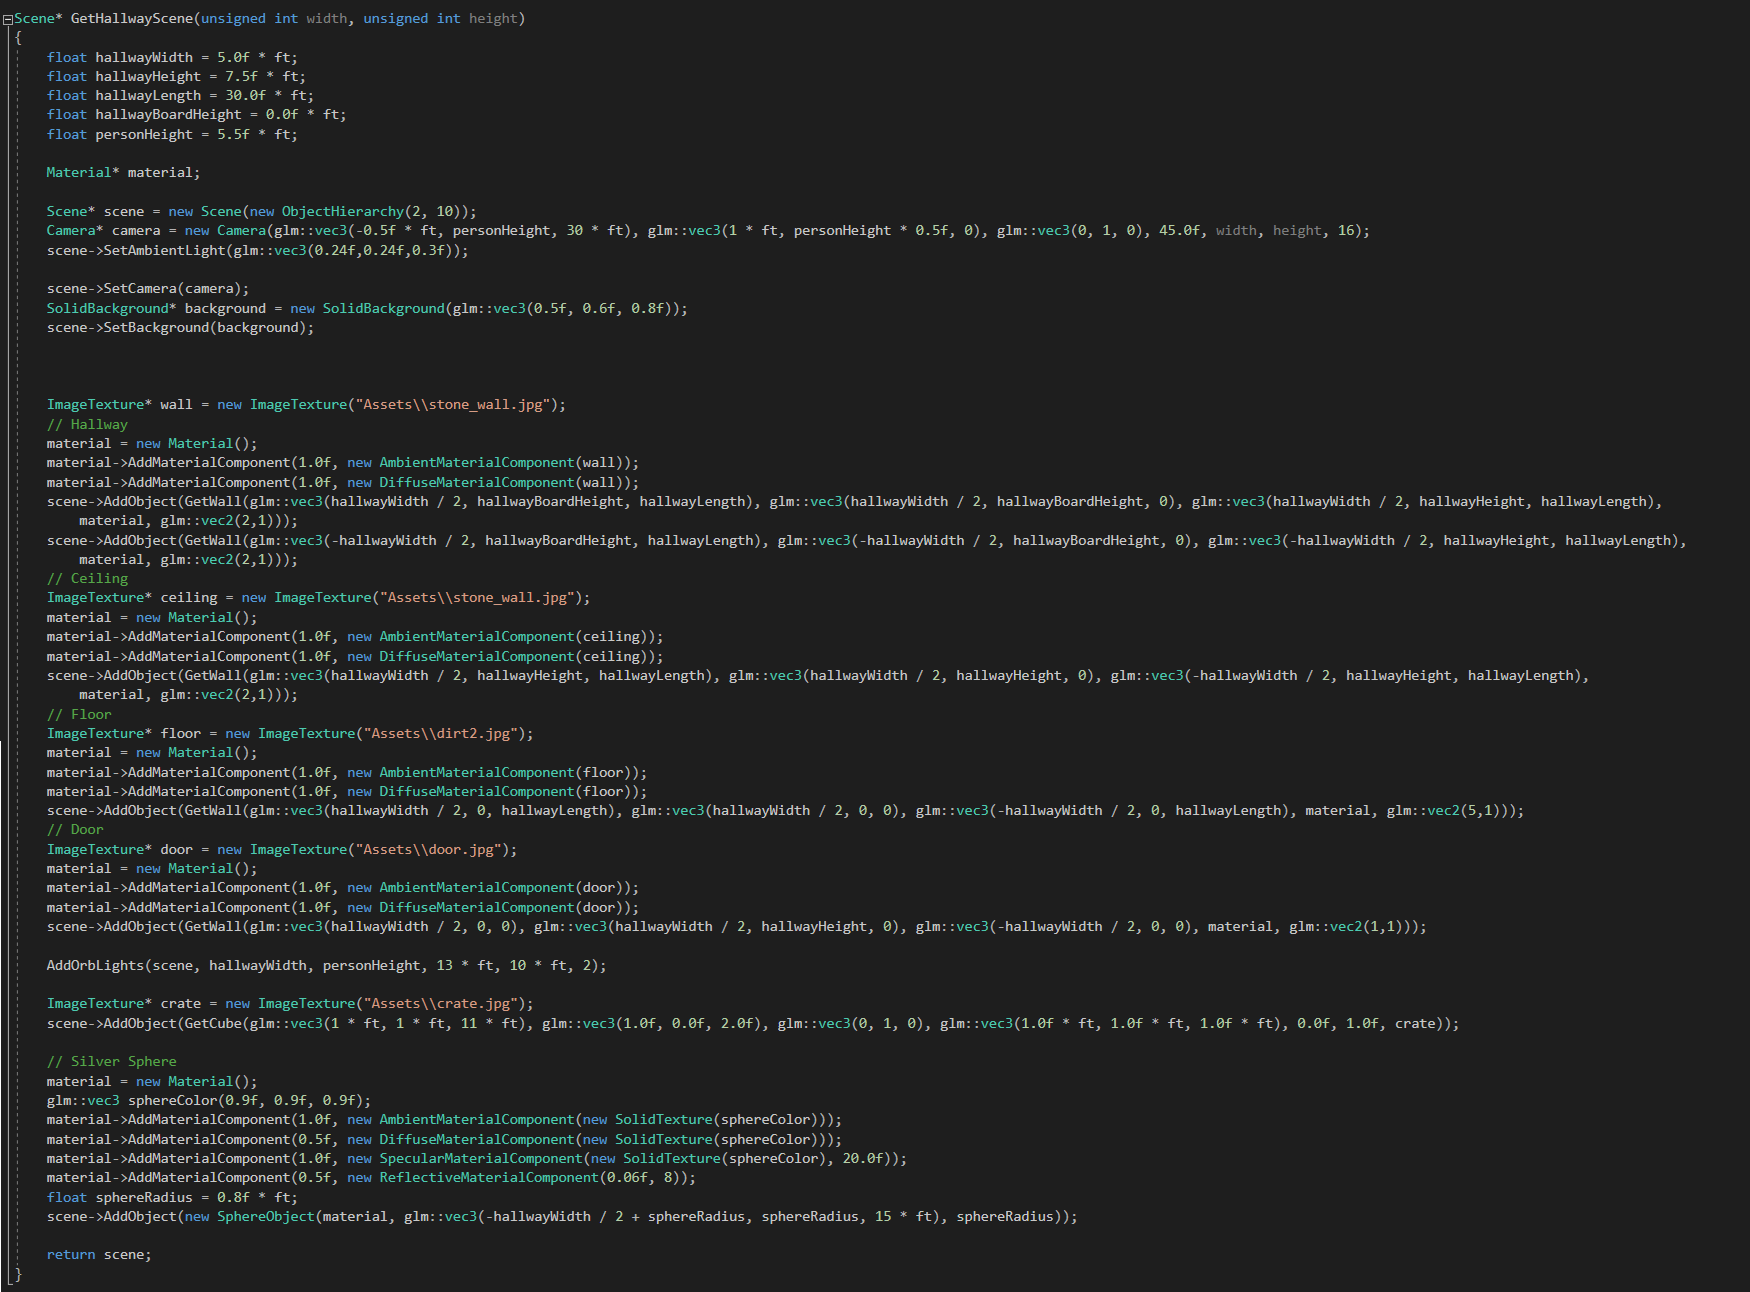 Scene* GetHallwayScene(unsigned int width, unsigned int height)
{
    float hallwayWidth = 5.0f * ft;
    float hallwayHeight = 7.5f * ft;
    float hallwayLength = 30.0f * ft;
    float hallwayBoardHeight = 0.0f * ft;
    float personHeight = 5.5f * ft;

    Material* material;

    Scene* scene = new Scene(new ObjectHierarchy(2, 10));
    Camera* camera = new Camera(glm::vec3(-0.5f * ft, personHeight, 30 * ft), glm::vec3(1 * ft, personHeight * 0.5f, 0), glm::vec3(0, 1, 0), 45.0f, width, height, 16);
    scene->SetAmbientLight(glm::vec3(0.24f,0.24f,0.3f));

    scene->SetCamera(camera);
    SolidBackground* background = new SolidBackground(glm::vec3(0.5f, 0.6f, 0.8f));
    scene->SetBackground(background);

    ImageTexture* wall = new ImageTexture("Assets\\stone_wall.jpg");
    // Hallway
    material = new Material();
    material->AddMaterialComponent(1.0f, new AmbientMaterialComponent(wall));
    material->AddMaterialComponent(1.0f, new DiffuseMaterialComponent(wall));
    scene->AddObject(GetWall(glm::vec3(hallwayWidth / 2, hallwayBoardHeight, hallwayLength), glm::vec3(hallwayWidth / 2, hallwayBoardHeight, 0), glm::vec3(hallwayWidth / 2, hallwayHeight, hallwayLength),
        material, glm::vec2(2,1)));
    scene->AddObject(GetWall(glm::vec3(-hallwayWidth / 2, hallwayBoardHeight, hallwayLength), glm::vec3(-hallwayWidth / 2, hallwayBoardHeight, 0), glm::vec3(-hallwayWidth / 2, hallwayHeight, hallwayLength),
        material, glm::vec2(2,1)));
    // Ceiling
    ImageTexture* ceiling = new ImageTexture("Assets\\stone_wall.jpg");
    material = new Material();
    material->AddMaterialComponent(1.0f, new AmbientMaterialComponent(ceiling));
    material->AddMaterialComponent(1.0f, new DiffuseMaterialComponent(ceiling));
    scene->AddObject(GetWall(glm::vec3(hallwayWidth / 2, hallwayHeight, hallwayLength), glm::vec3(hallwayWidth / 2, hallwayHeight, 0), glm::vec3(-hallwayWidth / 2, hallwayHeight, hallwayLength),
        material, glm::vec2(2,1)));
    // Floor
    ImageTexture* floor = new ImageTexture("Assets\\dirt2.jpg");
    material = new Material();
    material->AddMaterialComponent(1.0f, new AmbientMaterialComponent(floor));
    material->AddMaterialComponent(1.0f, new DiffuseMaterialComponent(floor));
    scene->AddObject(GetWall(glm::vec3(hallwayWidth / 2, 0, hallwayLength), glm::vec3(hallwayWidth / 2, 0, 0), glm::vec3(-hallwayWidth / 2, 0, hallwayLength), material, glm::vec2(5,1)));
    // Door
    ImageTexture* door = new ImageTexture("Assets\\door.jpg");
    material = new Material();
    material->AddMaterialComponent(1.0f, new AmbientMaterialComponent(door));
    material->AddMaterialComponent(1.0f, new DiffuseMaterialComponent(door));
    scene->AddObject(GetWall(glm::vec3(hallwayWidth / 2, 0, 0), glm::vec3(hallwayWidth / 2, hallwayHeight, 0), glm::vec3(-hallwayWidth / 2, 0, 0), material, glm::vec2(1,1)));

    AddOrbLights(scene, hallwayWidth, personHeight, 13 * ft, 10 * ft, 2);

    ImageTexture* crate = new ImageTexture("Assets\\crate.jpg");
    scene->AddObject(GetCube(glm::vec3(1 * ft, 1 * ft, 11 * ft), glm::vec3(1.0f, 0.0f, 2.0f), glm::vec3(0, 1, 0), glm::vec3(1.0f * ft, 1.0f * ft, 1.0f * ft), 0.0f, 1.0f, crate));

    // Silver Sphere
    material = new Material();
    glm::vec3 sphereColor(0.9f, 0.9f, 0.9f);
    material->AddMaterialComponent(1.0f, new AmbientMaterialComponent(new SolidTexture(sphereColor)));
    material->AddMaterialComponent(0.5f, new DiffuseMaterialComponent(new SolidTexture(sphereColor)));
    material->AddMaterialComponent(1.0f, new SpecularMaterialComponent(new SolidTexture(sphereColor), 20.0f));
    material->AddMaterialComponent(0.5f, new ReflectiveMaterialComponent(0.06f, 8));
    float sphereRadius = 0.8f * ft;
    scene->AddObject(new SphereObject(material, glm::vec3(-hallwayWidth / 2 + sphereRadius, sphereRadius, 15 * ft), sphereRadius));

    return scene;
}